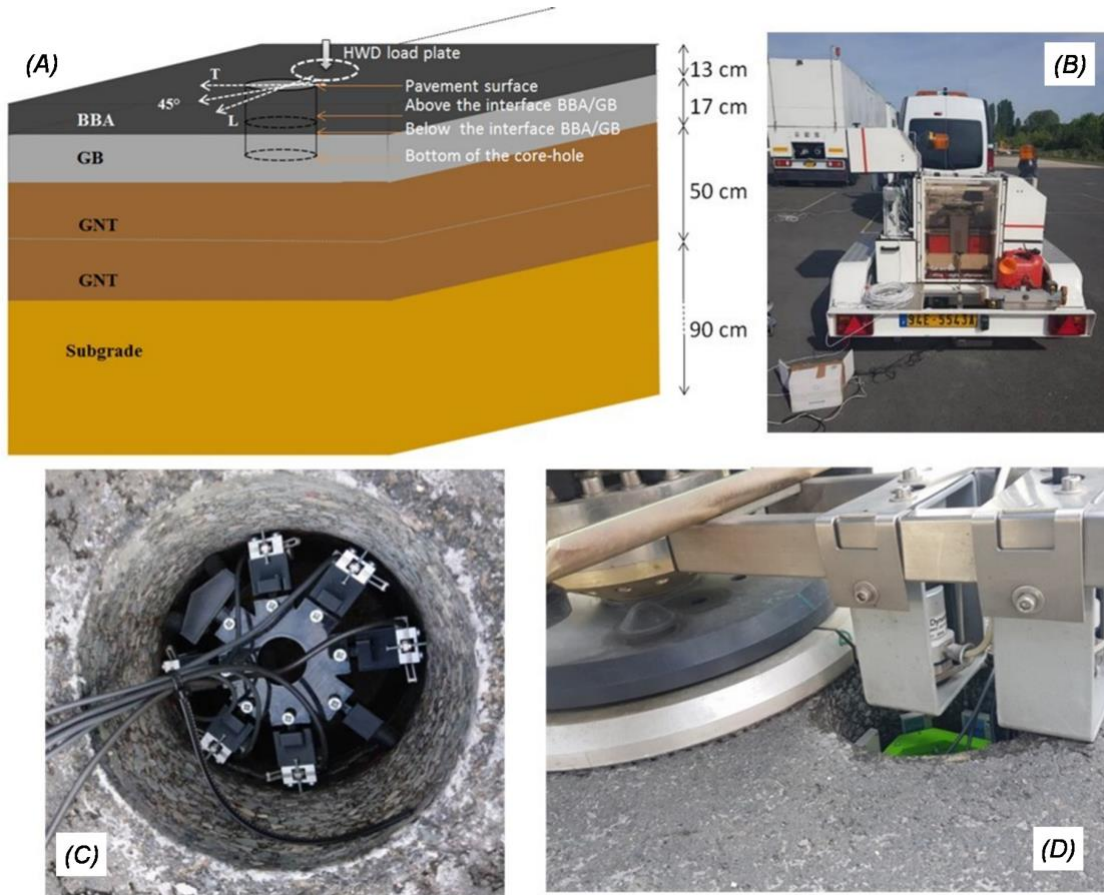 (A)
HWD load plate
T
45°
L
BBA
GB
GNT
GNT
Subgrade
Pavement surface
Above the interface BBA/GB
Below the interface BBA/GB
Bottom of the core-hole
13 cm
17 cm
50 cm
90 cm
(B)
(C)
(D)